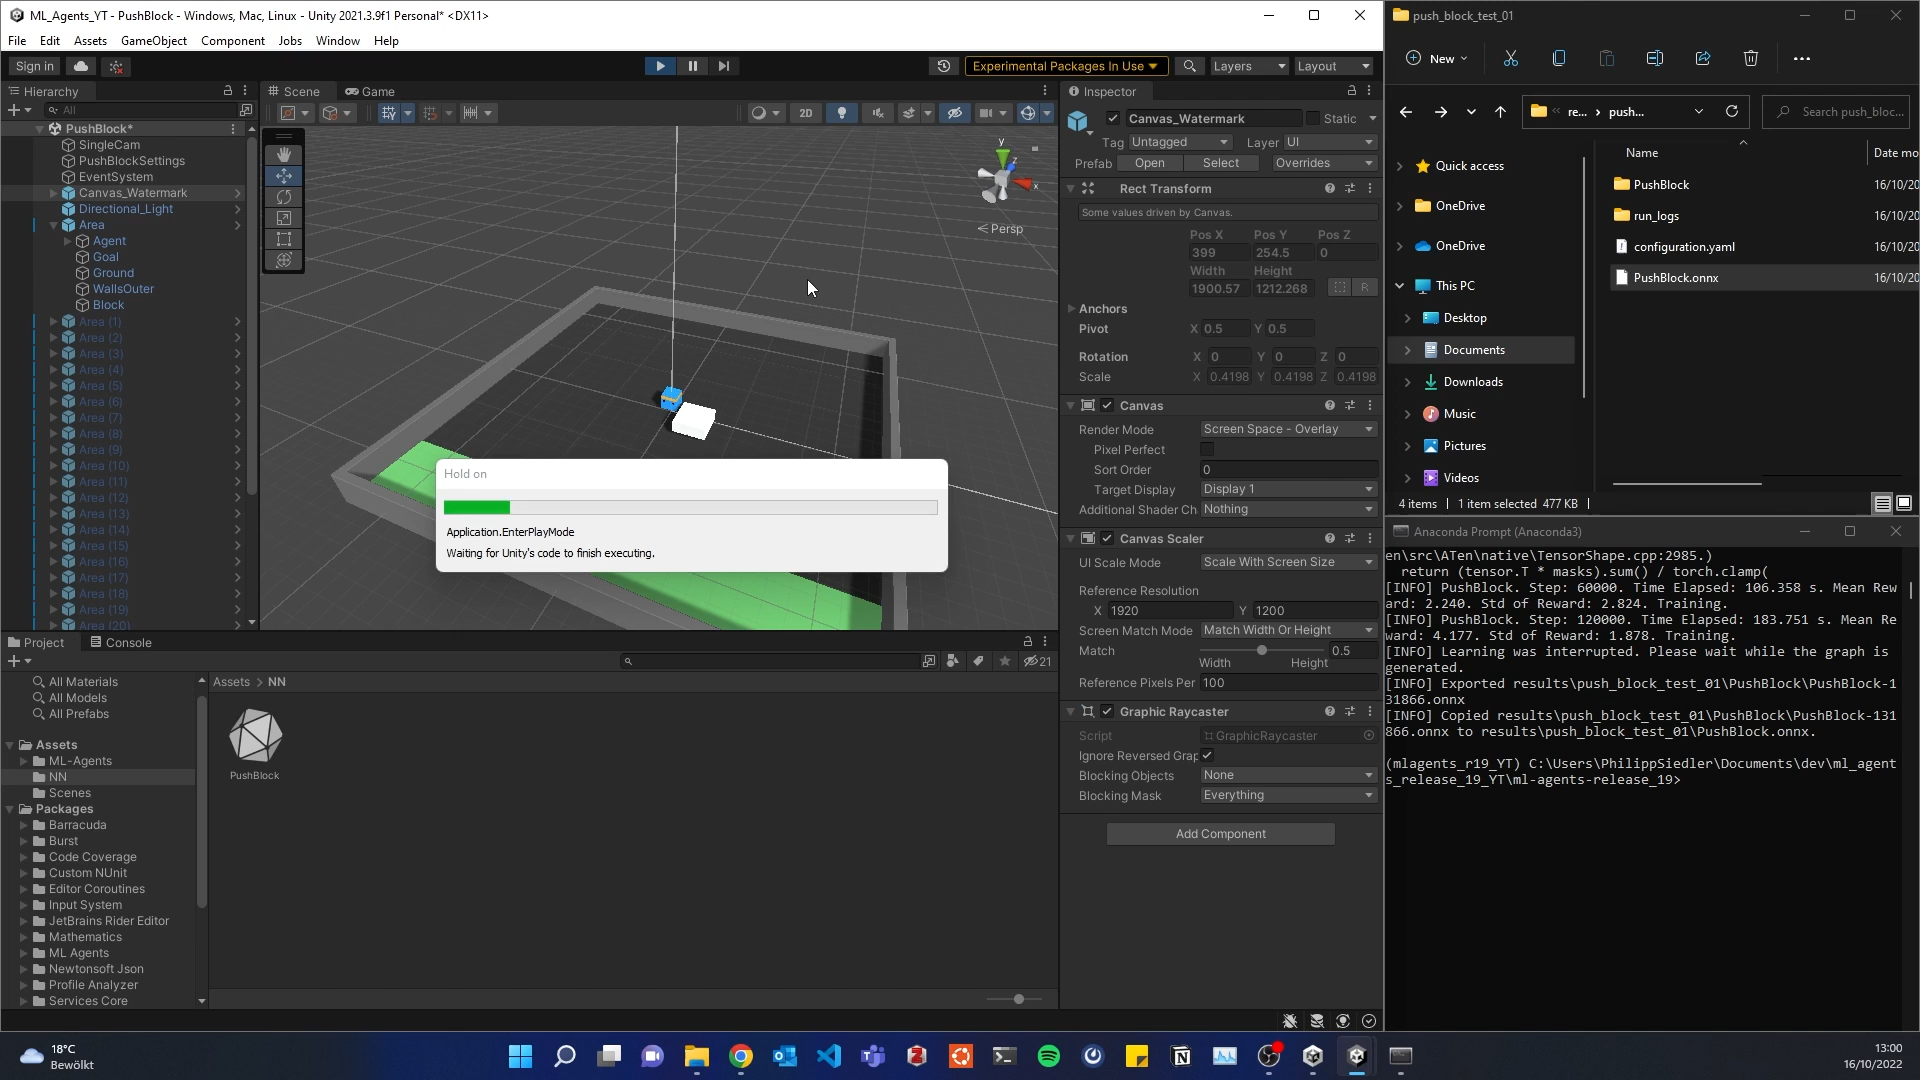 ML_Agents_YT - PushBlock - Windows, Mac, Linux - Unity 2021.3.9f1 Personal* <DX11>
File Edit Assets GameObject Component Jobs Window Help
Sign in
Experimental Packages In Use
Layers
Layout
Hierarchy
All
PushBlock*
SingleCam
PushBlockSettings
EventSystem
Canvas_Watermark
Directional_Light
Area
Agent
Goal
Ground
WallsOuter
Block
Area (1)
Area (2)
Area (3)
Area (4)
Area (5)
Area (6)
Area (7)
Area (8)
Area (9)
Area (10)
Area (11)
Area (12)
Area (13)
Area (14)
Area (15)
Area (16)
Area (17)
Area (18)
Area (19)
Area (20)
Scene Game
2D
y
z
x
Persp
Hold on
Application.EnterPlayMode
Waiting for Unity's code to finish executing.
Inspector
Canvas_Watermark Static
Tag Untagged Layer UI
Prefab Open Select Overrides
Rect Transform
Some values driven by Canvas.
Pos X Pos Y Pos Z
399 254.5 0
Width Height
1900.57 1212.268 R
Anchors
Pivot X 0.5 Y 0.5
Rotation X 0 Y 0 Z 0
Scale X 0.4198 Y 0.4198 Z 0.4198
Canvas
Render Mode Screen Space - Overlay
Pixel Perfect
Sort Order 0
Target Display Display 1
Additional Shader Ch Nothing
Canvas Scaler
UI Scale Mode Scale With Screen Size
Reference Resolution
X 1920 Y 1200
Screen Match Mode Match Width Or Height
Match 0.5
Width Height
Reference Pixels Per 100
Graphic Raycaster
Script GraphicRaycaster
Ignore Reversed Grap
Blocking Objects None
Blocking Mask Everything
Add Component
Project Console
21
All Materials
All Models
All Prefabs
Assets
ML-Agents
NN
Scenes
Packages
Barracuda
Burst
Code Coverage
Custom NUnit
Editor Coroutines
Input System
JetBrains Rider Editor
Mathematics
ML Agents
Newtonsoft Json
Profile Analyzer
Services Core
Assets > NN
PushBlock
push_block_test_01
New
re... > push...
Search push_bloc...
Name Date mo
Quick access
OneDrive
OneDrive
This PC
Desktop
Documents
Downloads
Music
Pictures
Videos
PushBlock 16/10/20
run_logs 16/10/20
configuration.yaml 16/10/20
PushBlock.onnx 16/10/20
4 items 1 item selected 477 KB
Anaconda Prompt (Anaconda3)
en\src\ATen\native\TensorShape.cpp:2985.)
return (tensor.T * masks).sum() / torch.clamp(
[INFO] PushBlock. Step: 60000. Time Elapsed: 106.358 s. Mean Rew
ard: 2.240. Std of Reward: 2.824. Training.
[INFO] PushBlock. Step: 120000. Time Elapsed: 183.751 s. Mean Re
ward: 4.177. Std of Reward: 1.878. Training.
[INFO] Learning was interrupted. Please wait while the graph is
generated.
[INFO] Exported results\push_block_test_01\PushBlock\PushBlock-1
31866.onnx
[INFO] Copied results\push_block_test_01\PushBlock\PushBlock-131
866.onnx to results\push_block_test_01\PushBlock.onnx.
(mlagents_r19_YT) C:\Users\PhilippSiedler\Documents\dev\ml_agent
s_release_19_YT\ml-agents-release_19>
18°C
Bewölkt
13:00
16/10/2022